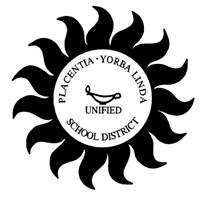 PLACENTIA · YORBA LINDA
UNIFIED
SCHOOL DISTRICT